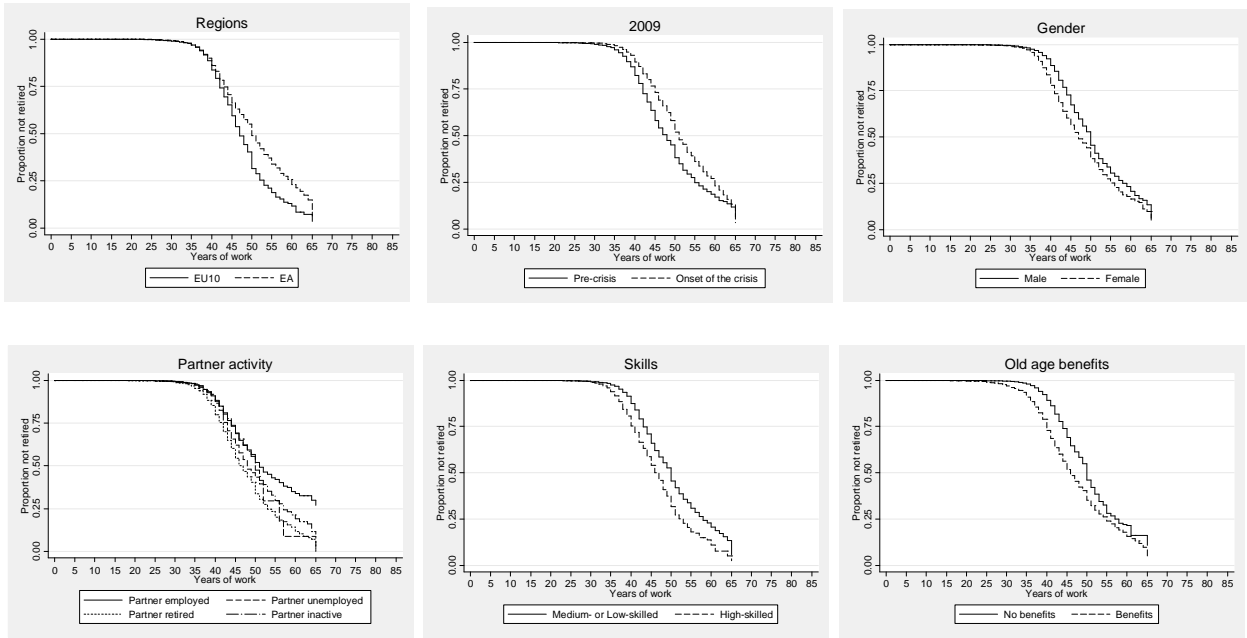 Regions
Proportion not retired
1.00
0.75
0.50
0.25
0.00
0 5 10 15 20 25 30 35 40 45 50 55 60 65 70 75 80 85
Years of work
EU10 EA
2009
Proportion not retired
1.00
0.75
0.50
0.25
0.00
0 5 10 15 20 25 30 35 40 45 50 55 60 65 70 75 80 85
Years of work
Pre-crisis Onset of the crisis
Gender
Proportion not retired
1.00
0.75
0.50
0.25
0.00
0 5 10 15 20 25 30 35 40 45 50 55 60 65 70 75 80 85
Years of work
Male Female
Partner activity
Proportion not retired
1.00
0.75
0.50
0.25
0.00
0 5 10 15 20 25 30 35 40 45 50 55 60 65 70 75 80 85
Years of work
Partner employed Partner unemployed
Partner retired Partner inactive
Skills
Proportion not retired
1.00
0.75
0.50
0.25
0.00
0 5 10 15 20 25 30 35 40 45 50 55 60 65 70 75 80 85
Years of work
Medium- or Low-skilled High-skilled
Old age benefits
Proportion not retired
1.00
0.75
0.50
0.25
0.00
0 5 10 15 20 25 30 35 40 45 50 55 60 65 70 75 80 85
Years of work
No benefits Benefits